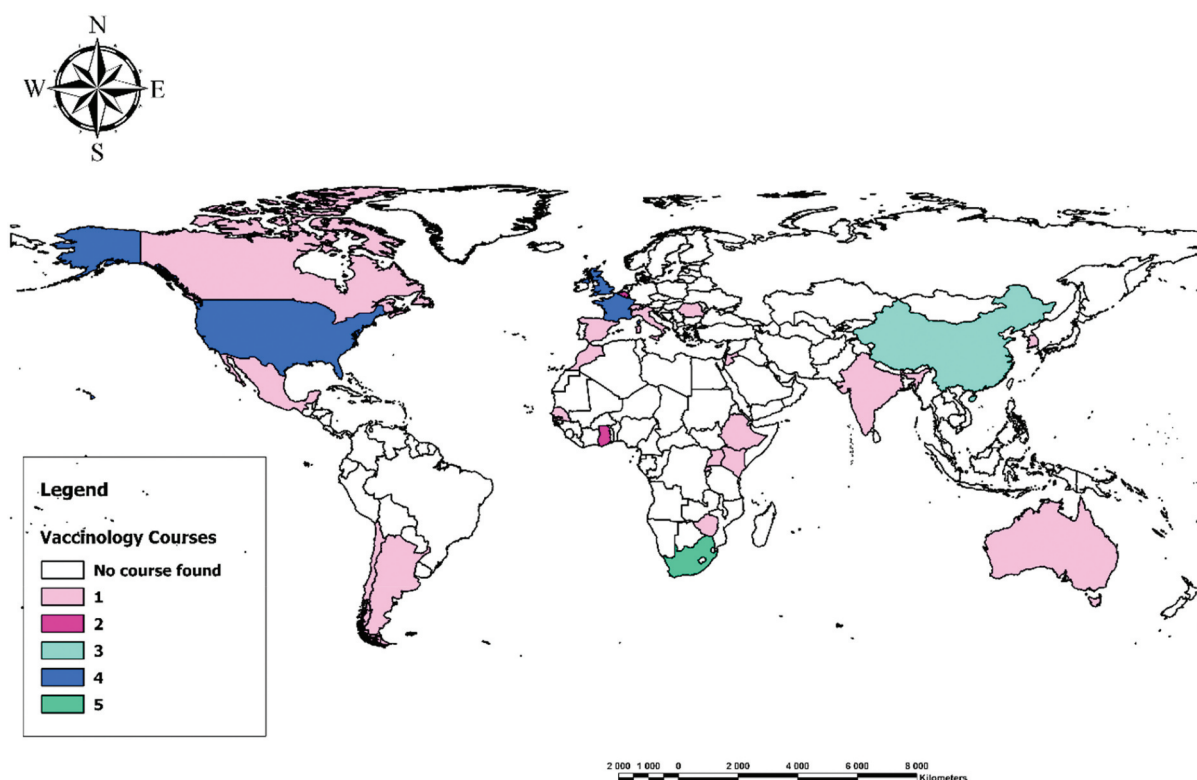 N
W E
S
Legend
Vaccinology Courses
No course found
1
2
3
4
5
2 000 1 000 0 2 000 4 000 6 000 8 000
Kilometers